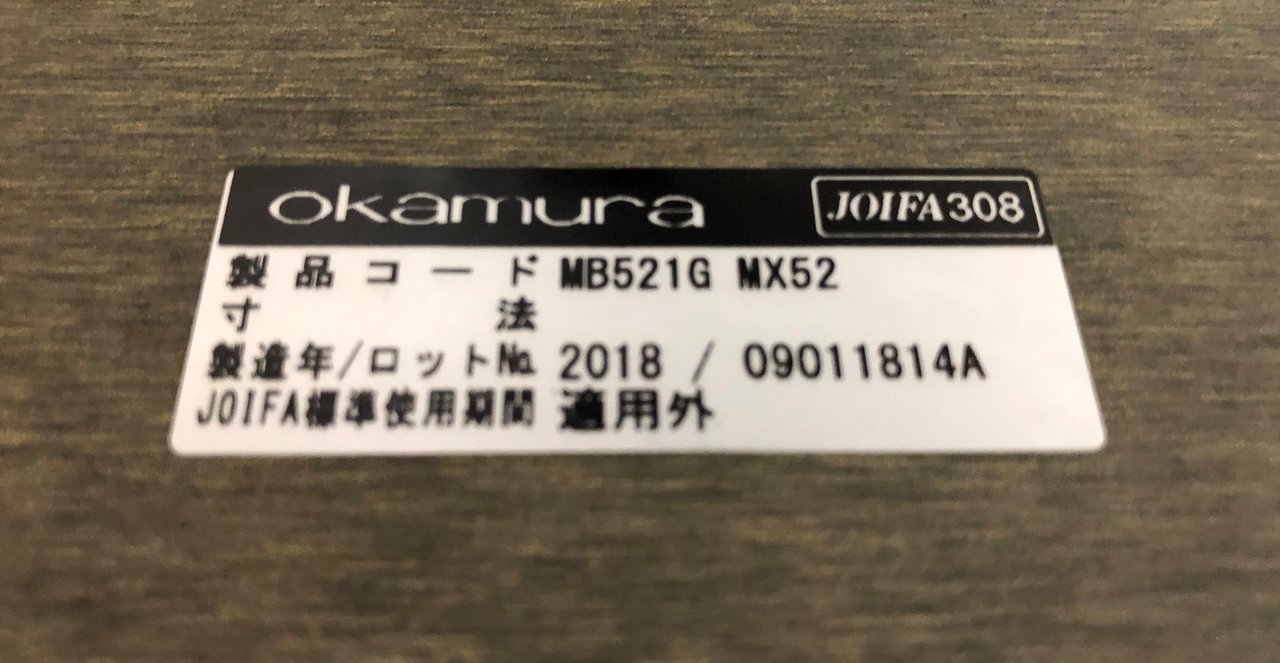 okamura JOIFA308
製品コード MB521G MX52
寸法
製造年/ロット№ 2018 / 09011814A
JOIFA標準使用期間 適用外